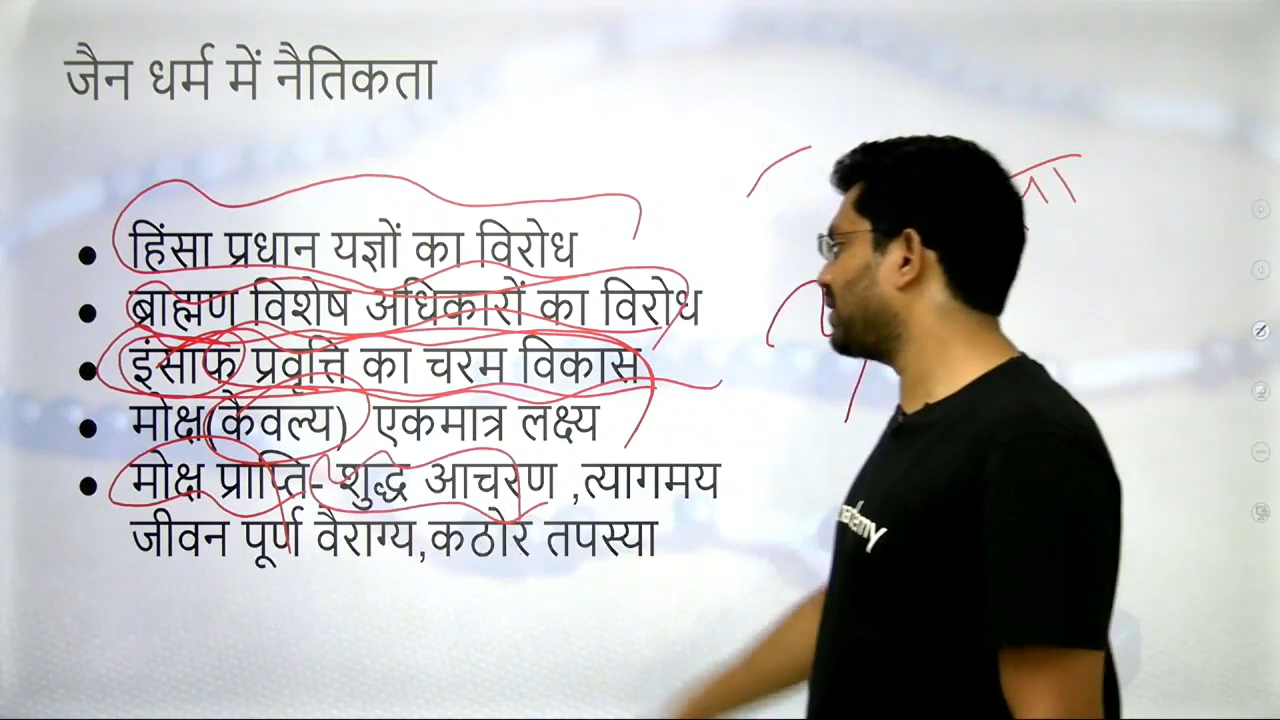 जैन धर्म में नैतिकता
• हिंसा प्रधान यज्ञों का विरोध
• ब्राह्मण विशेष अधिकारों का विरोध
• इंसाफ प्रवृत्ति का चरम विकास
• मोक्ष(कैवल्य) एकमात्र लक्ष्य
• मोक्ष प्राप्ति- शुद्ध आचरण ,त्यागमय
जीवन पूर्ण वैराग्य,कठोर तपस्या